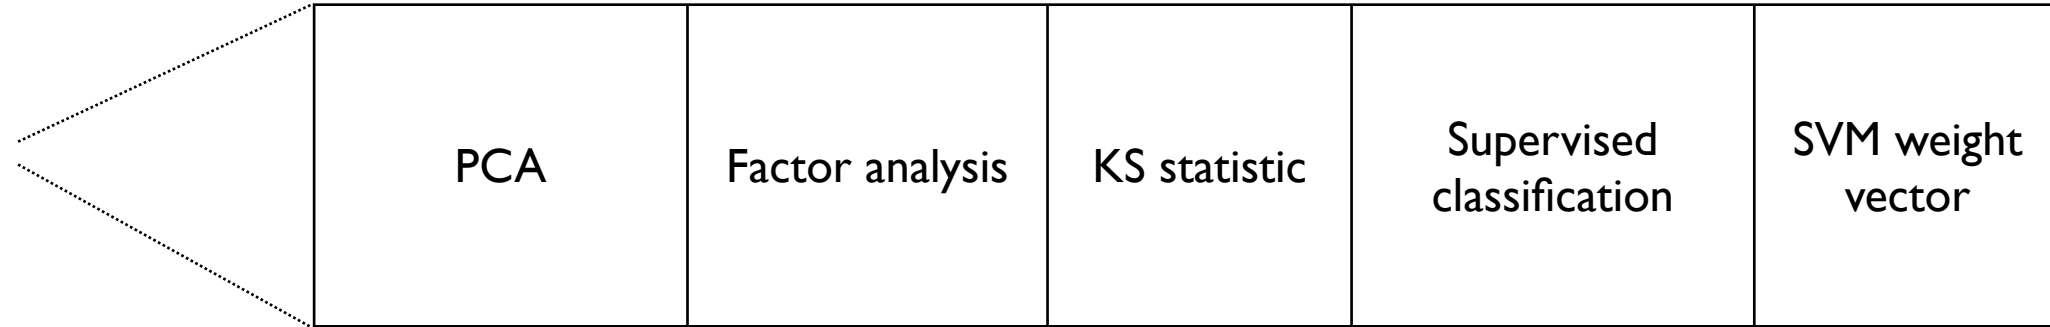 PCA
Factor analysis
KS statistic
Supervised
classification
SVM weight
vector